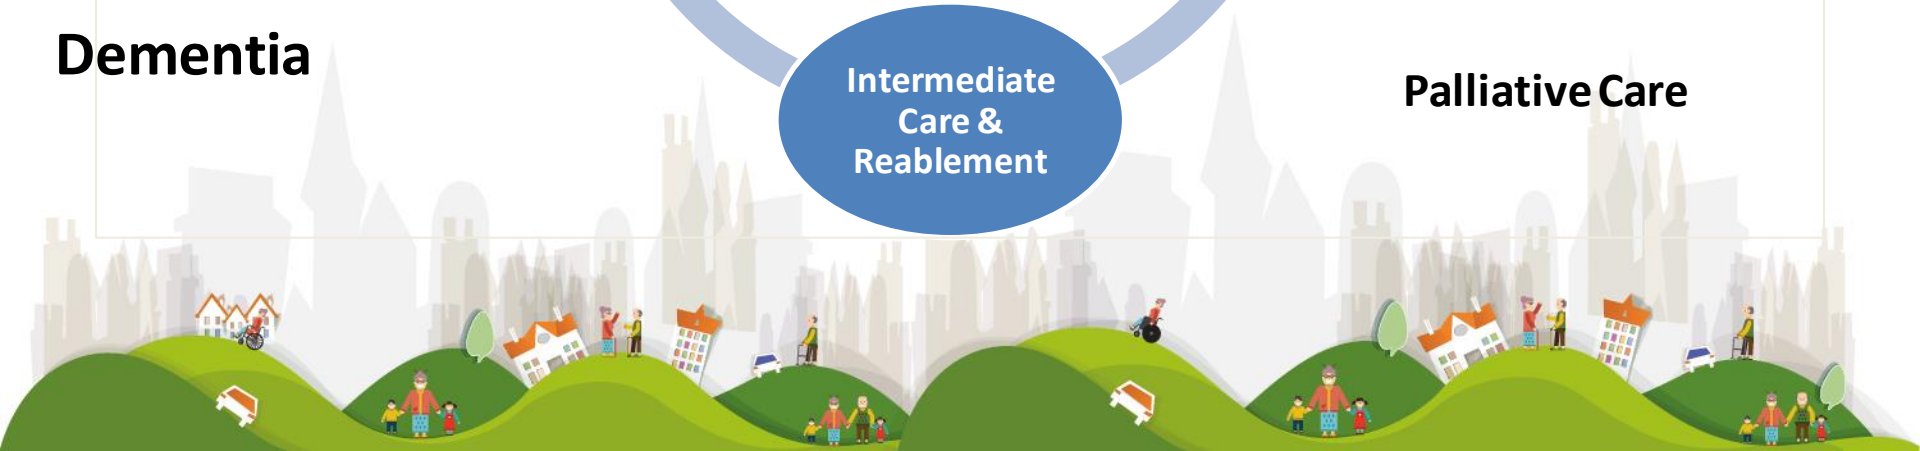 Dementia
Intermediate
Care &
Reablement
Palliative Care